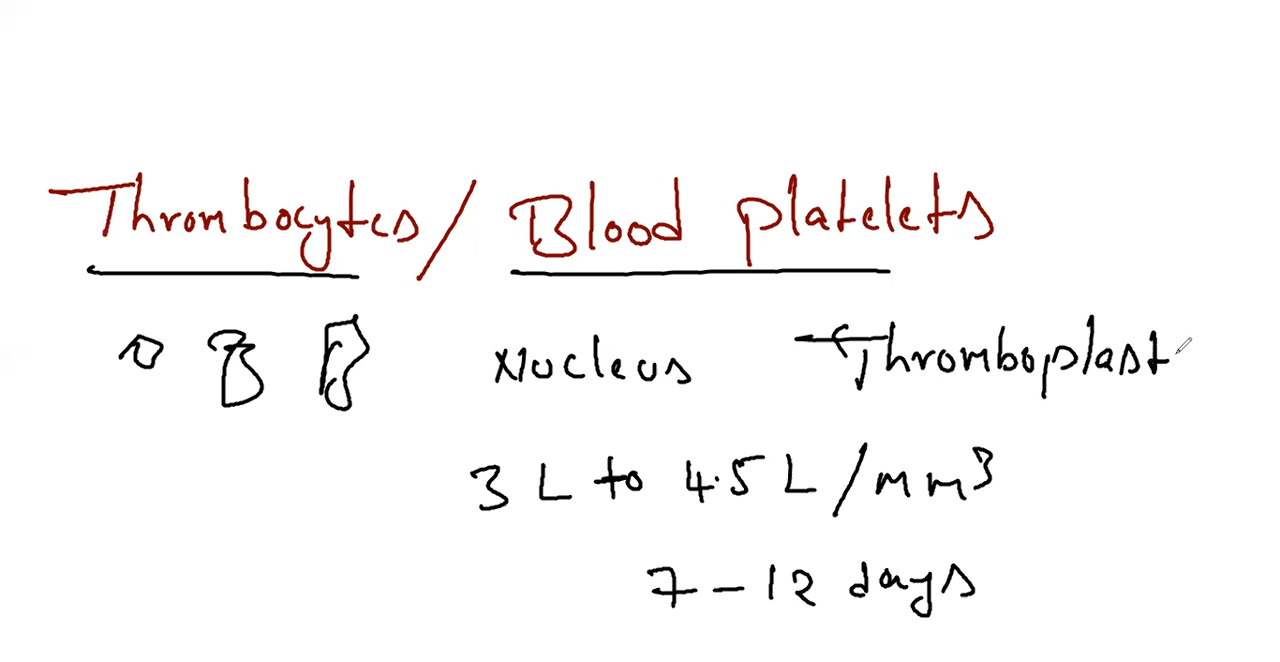 Thrombocytes / Blood platelets
Nucleus Thromboplast
3 L to 4.5 L / mm3
7 - 12 days